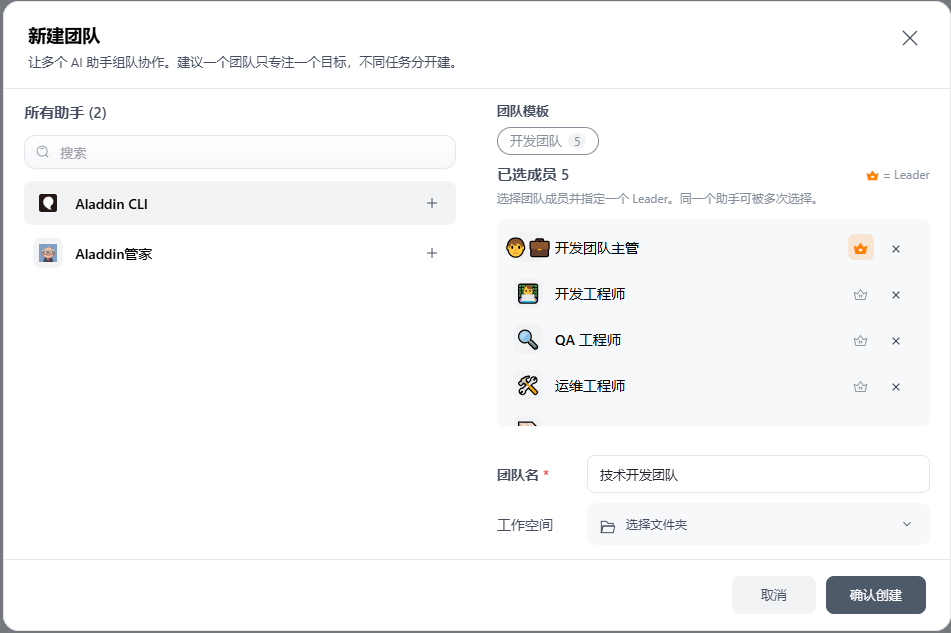 新建团队
让多个 AI 助手组队协作。建议一个团队只专注一个目标，不同任务分开建。
所有助手 (2)
搜索
Aladdin CLI
Aladdin管家
团队模板
开发团队 5
已选成员 5
= Leader
选择团队成员并指定一个 Leader。同一个助手可被多次选择。
开发团队主管
开发工程师
QA 工程师
运维工程师
团队名 *
技术开发团队
工作空间
选择文件夹
取消
确认创建